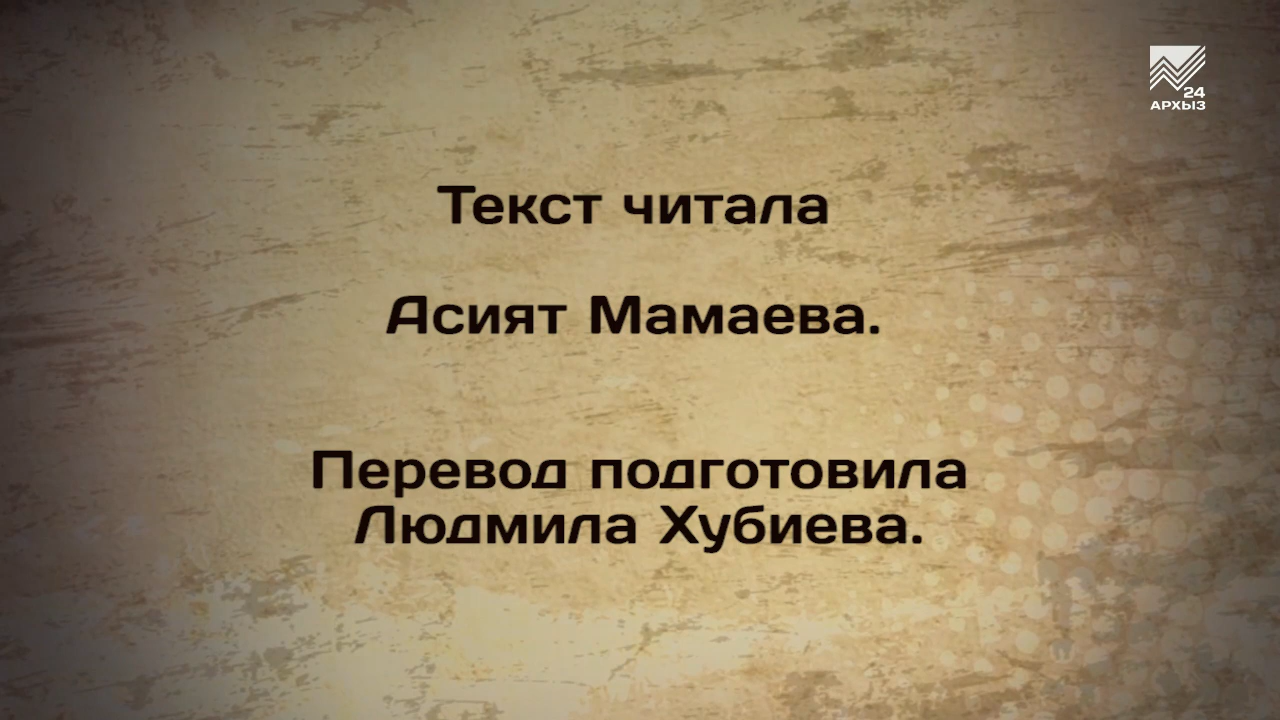 24
АРХЫЗ
Текст читала
Асият Мамаева.
Перевод подготовила
Людмила Хубиева.